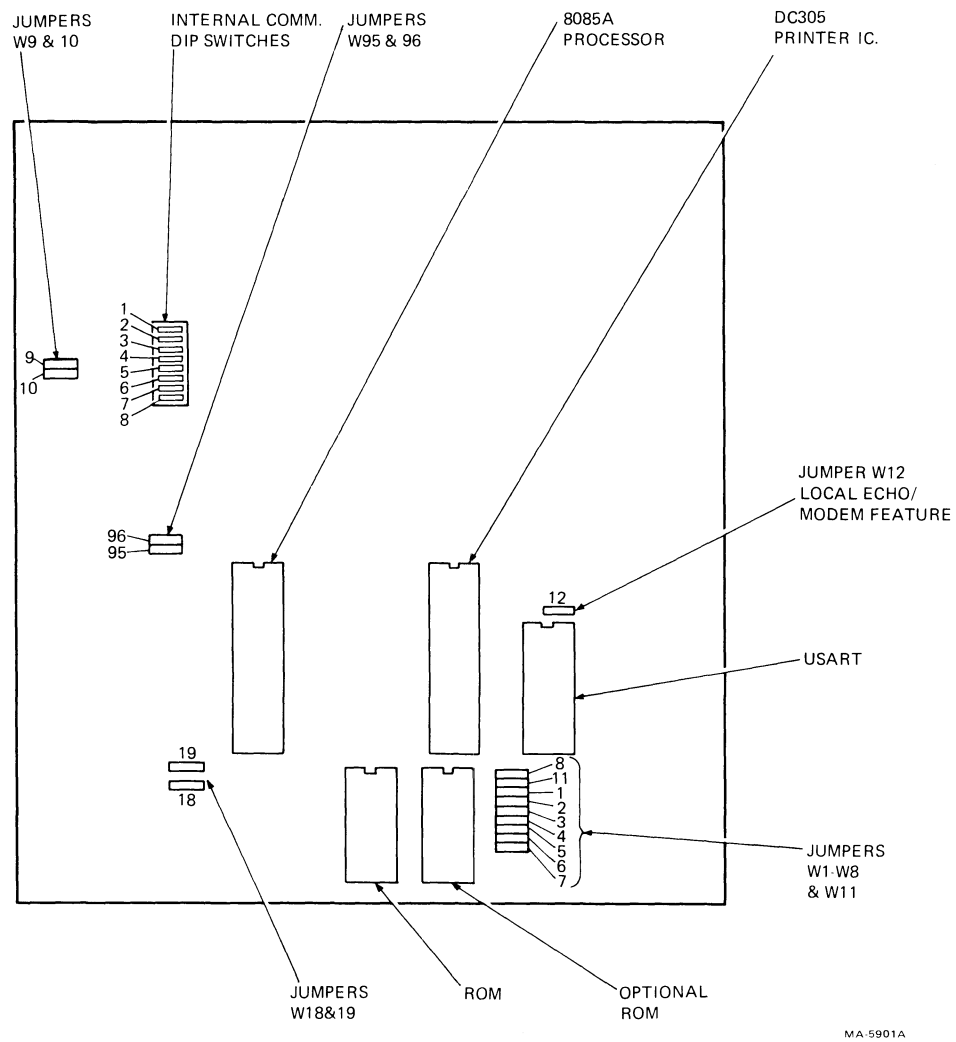 JUMPERS
W9 & 10
INTERNAL COMM.
DIP SWITCHES
JUMPERS
W95 & 96
8085A
PROCESSOR
DC305
PRINTER IC.
1
2
3
4
5
6
7
8
9
10
96
95
JUMPER W12
LOCAL ECHO/
MODEM FEATURE
12
USART
19
18
8
11
1
2
3
4
5
6
7
JUMPERS
W1-W8
& W11
JUMPERS
W18&19
ROM
OPTIONAL
ROM
MA-5901A